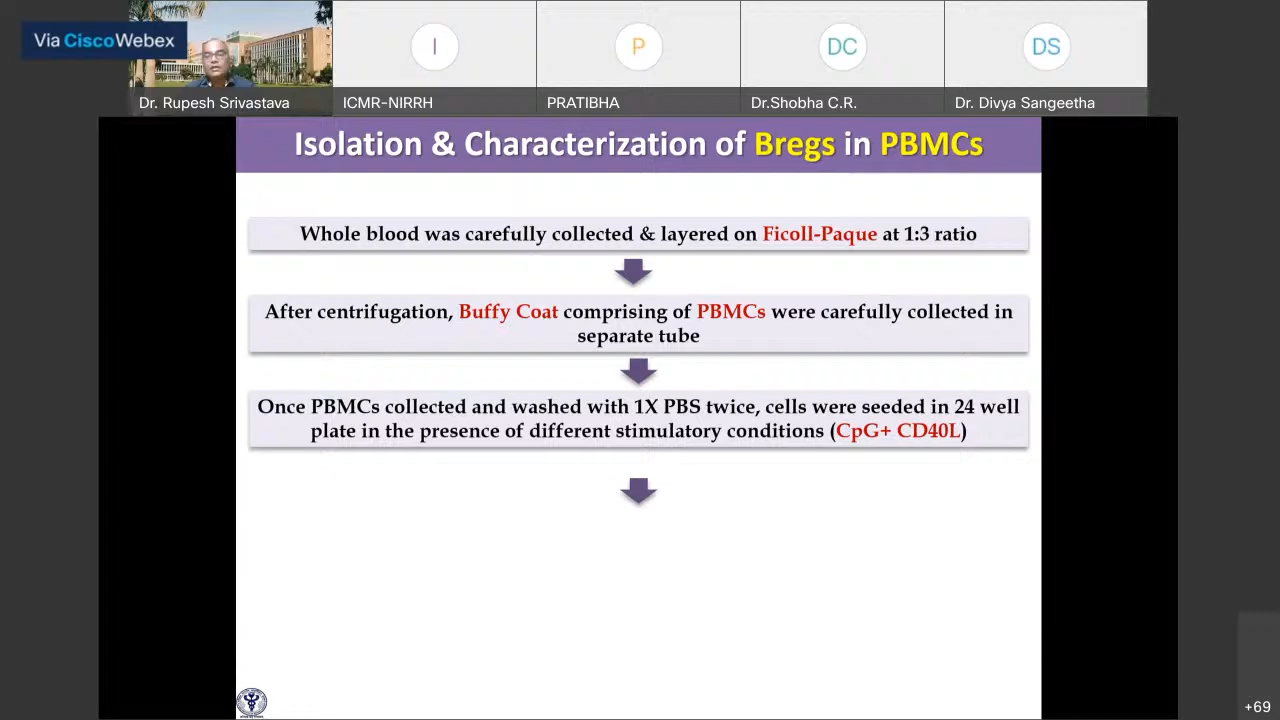 Via CiscoWebex
Dr. Rupesh Srivastava
I
ICMR-NIRRH
P
PRATIBHA
DC
Dr.Shobha C.R.
DS
Dr. Divya Sangeetha
Isolation & Characterization of Bregs in PBMCs
Whole blood was carefully collected & layered on Ficoll-Paque at 1:3 ratio
After centrifugation, Buffy Coat comprising of PBMCs were carefully collected in
separate tube
Once PBMCs collected and washed with 1X PBS twice, cells were seeded in 24 well
plate in the presence of different stimulatory conditions (CpG+ CD40L)
+69